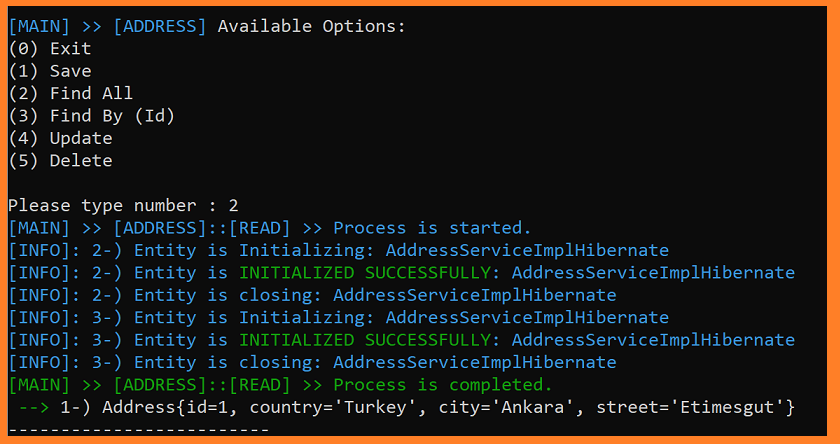 [MAIN] >> [ADDRESS] Available Options:
(0) Exit
(1) Save
(2) Find All
(3) Find By (Id)
(4) Update
(5) Delete
Please type number : 2
[MAIN] >> [ADDRESS]::[READ] >> Process is started.
[INFO]: 2-) Entity is Initializing: AddressServiceImplHibernate
[INFO]: 2-) Entity is INITIALIZED SUCCESSFULLY: AddressServiceImplHibernate
[INFO]: 2-) Entity is closing: AddressServiceImplHibernate
[INFO]: 3-) Entity is Initializing: AddressServiceImplHibernate
[INFO]: 3-) Entity is INITIALIZED SUCCESSFULLY: AddressServiceImplHibernate
[INFO]: 3-) Entity is closing: AddressServiceImplHibernate
[MAIN] >> [ADDRESS]::[READ] >> Process is completed.
--> 1-) Address{id=1, country='Turkey', city='Ankara', street='Etimesgut'}
-------------------------